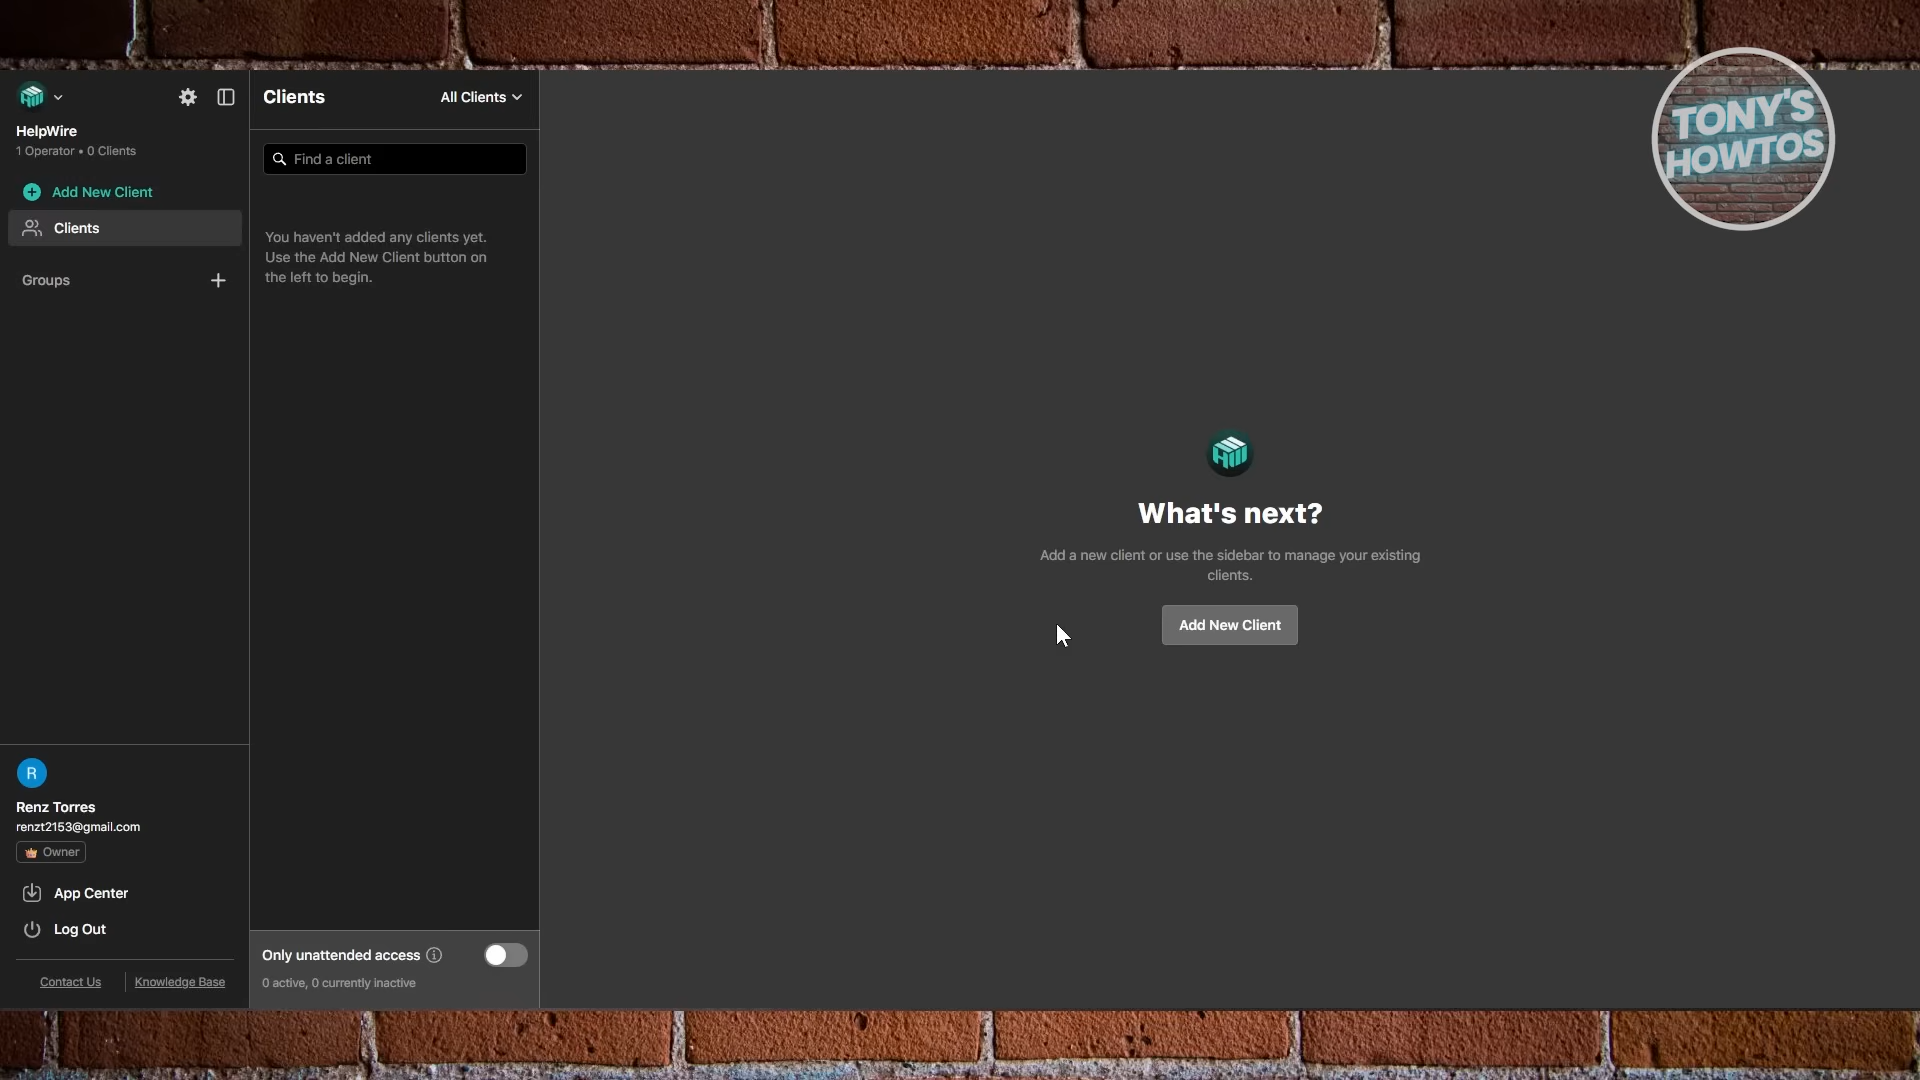 HelpWire
1 Operator • 0 Clients
Add New Client
Clients
Groups
Renz Torres
renzt2153@gmail.com
Owner
App Center
Log Out
Contact Us
Knowledge Base
Clients
All Clients
Find a client
You haven't added any clients yet.
Use the Add New Client button on
the left to begin.
Only unattended access
0 active, 0 currently inactive
What's next?
Add a new client or use the sidebar to manage your existing
clients.
Add New Client
TONY'S
HOWTOS
R